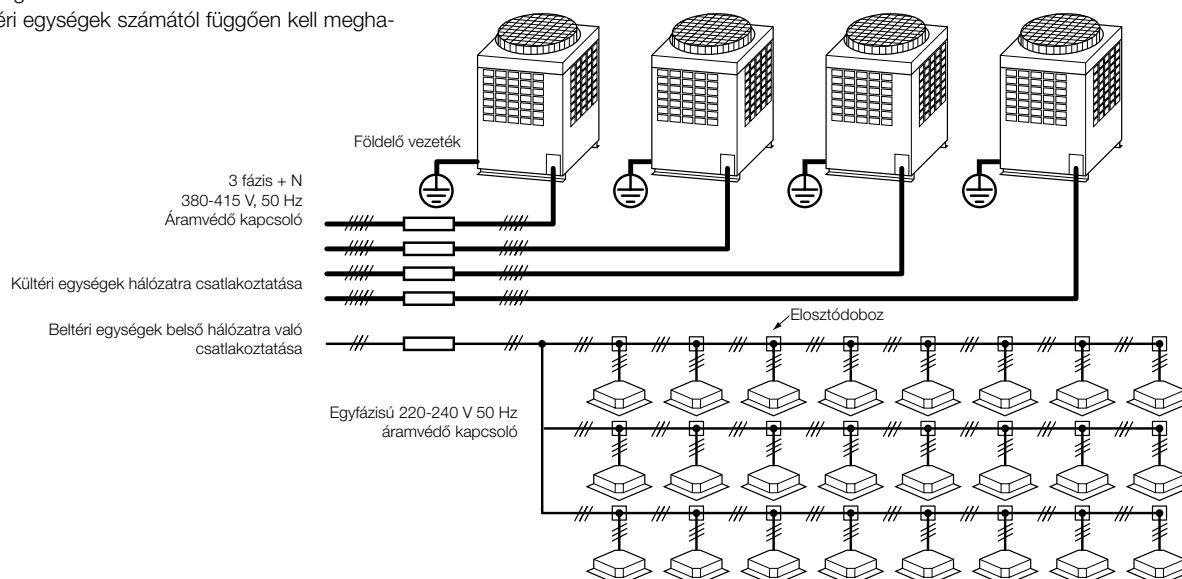 éri egységek számától függően kell megha-
Földelő vezeték
3 fázis + N
380-415 V, 50 Hz
Áramvédő kapcsoló
Kültéri egységek hálózatra csatlakoztatása
Beltéri egységek belső hálózatra való
csatlakoztatása
Elosztódoboz
Egyfázisú 220-240 V 50 Hz
áramvédő kapcsoló